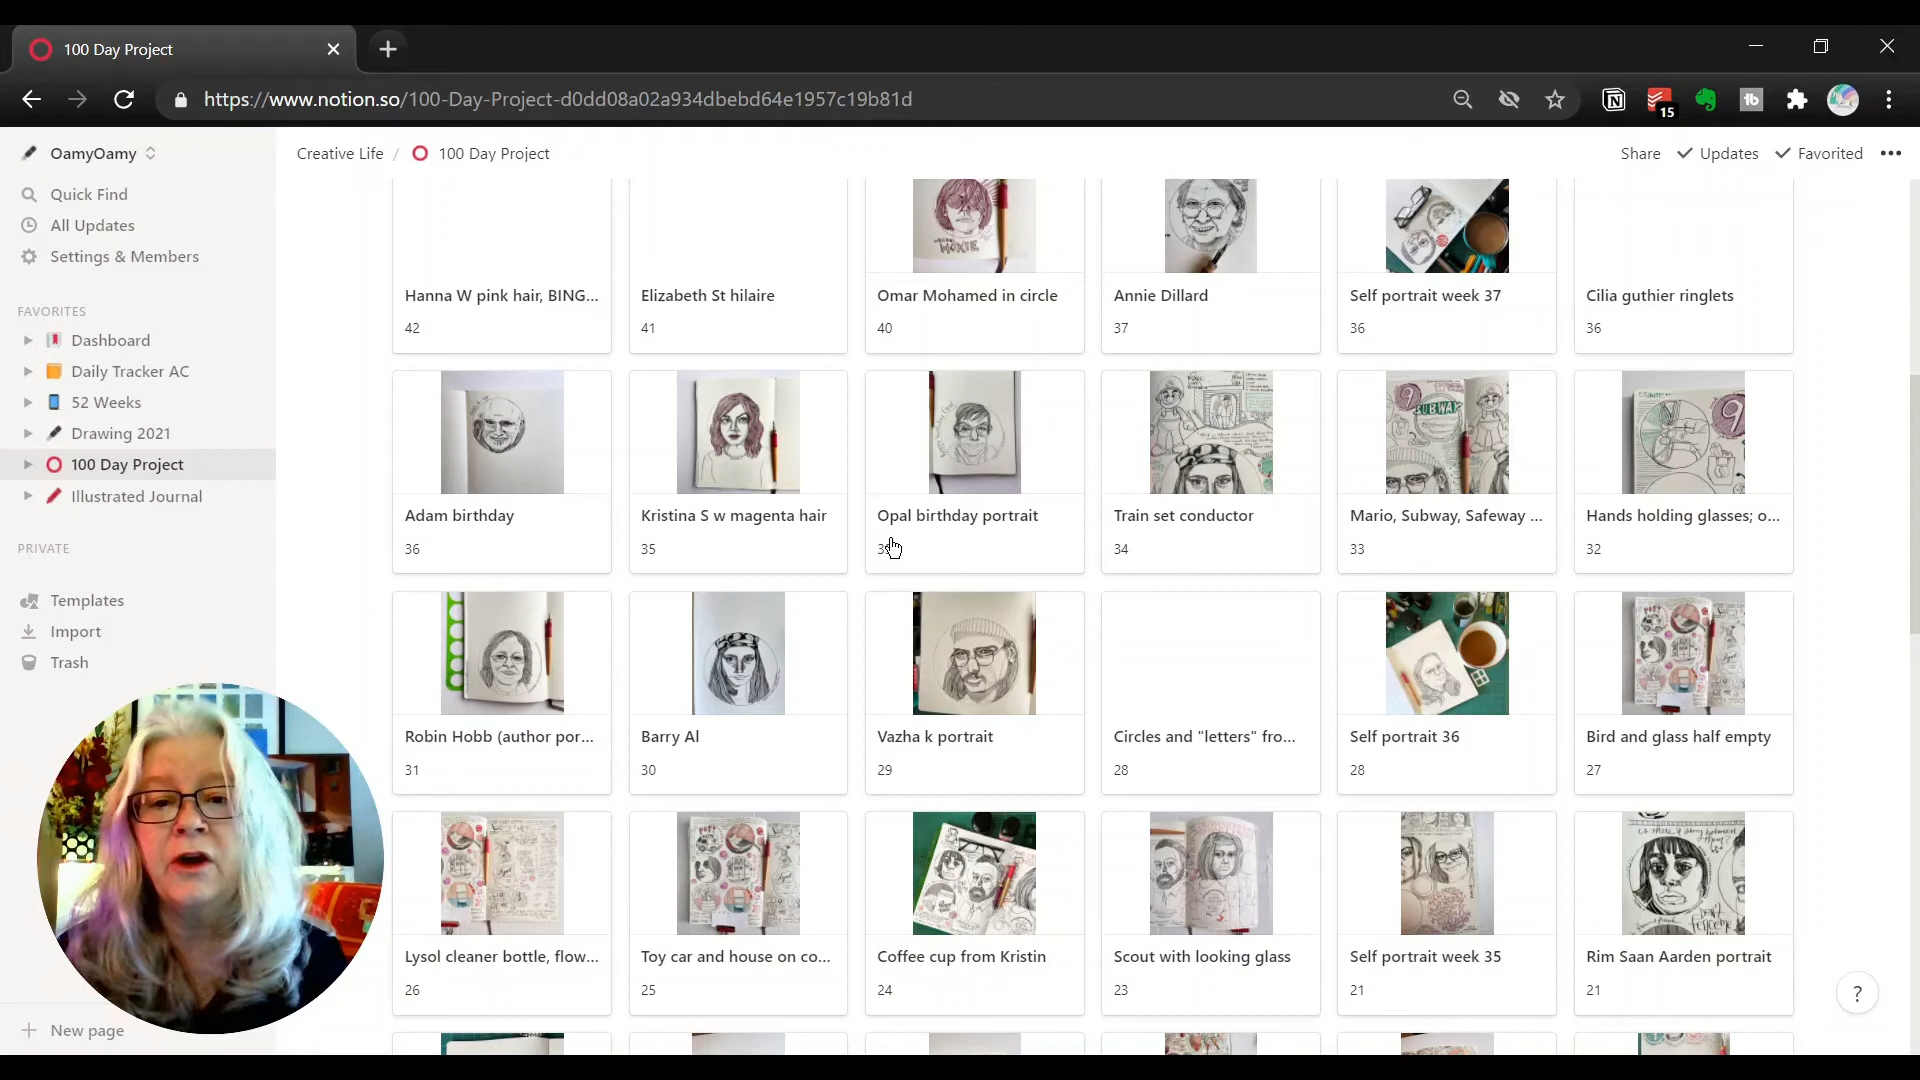 100 Day Project
https://www.notion.so/100-Day-Project-d0dd08a02a934dbebd64e1957c19b81d
15
OamyOamy
Creative Life / 100 Day Project
Share Updates Favorited
Quick Find
All Updates
Settings & Members
FAVORITES
Dashboard
Daily Tracker AC
52 Weeks
Drawing 2021
100 Day Project
Illustrated Journal
PRIVATE
Templates
Import
Trash
New page
MOXIE
Hanna W pink hair, BING...
42
Elizabeth St hilaire
41
Omar Mohamed in circle
40
Annie Dillard
37
Self portrait week 37
36
Cilia guthier ringlets
36
Adam birthday
36
Kristina S w magenta hair
35
Opal birthday portrait
Train set conductor
34
SUBWAY
Mario, Subway, Safeway ...
33
Hands holding glasses; o...
32
Robin Hobb (author por...
31
Barry Al
30
Vazha k portrait
29
Circles and "letters" fro...
28
Self portrait 36
28
Bird and glass half empty
27
Lysol cleaner bottle, flow...
26
Toy car and house on co...
25
Coffee cup from Kristin
24
Scout with looking glass
23
Self portrait week 35
21
Rim Saan Aarden portrait
21
?